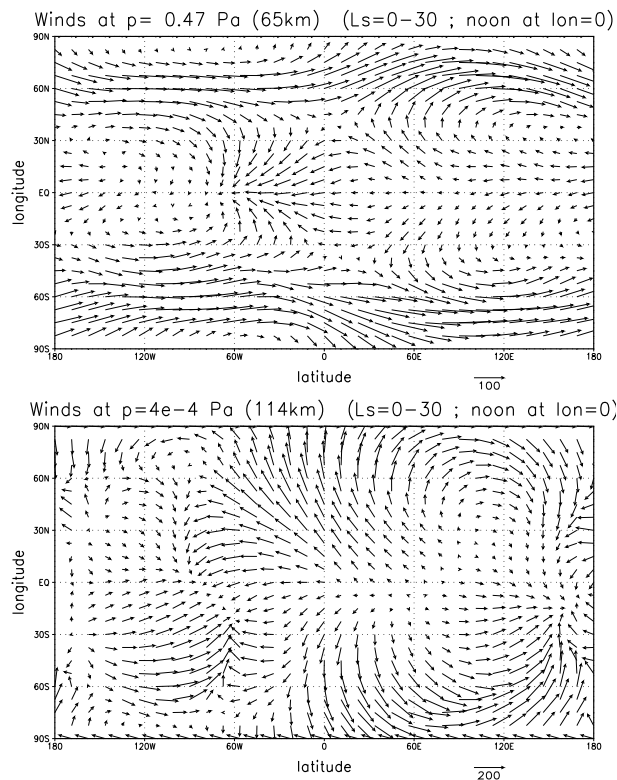 Winds at p= 0.47 Pa (65km) (Ls=0-30 ; noon at lon=0)
90N
60N
30N
EQ
30S
60S
90S
longitude
180 120W 60W 0 60E 120E 180
latitude
100
Winds at p=4e-4 Pa (114km) (Ls=0-30 ; noon at lon=0)
90N
60N
30N
EQ
30S
60S
90S
longitude
180 120W 60W 0 60E 120E 180
latitude
200